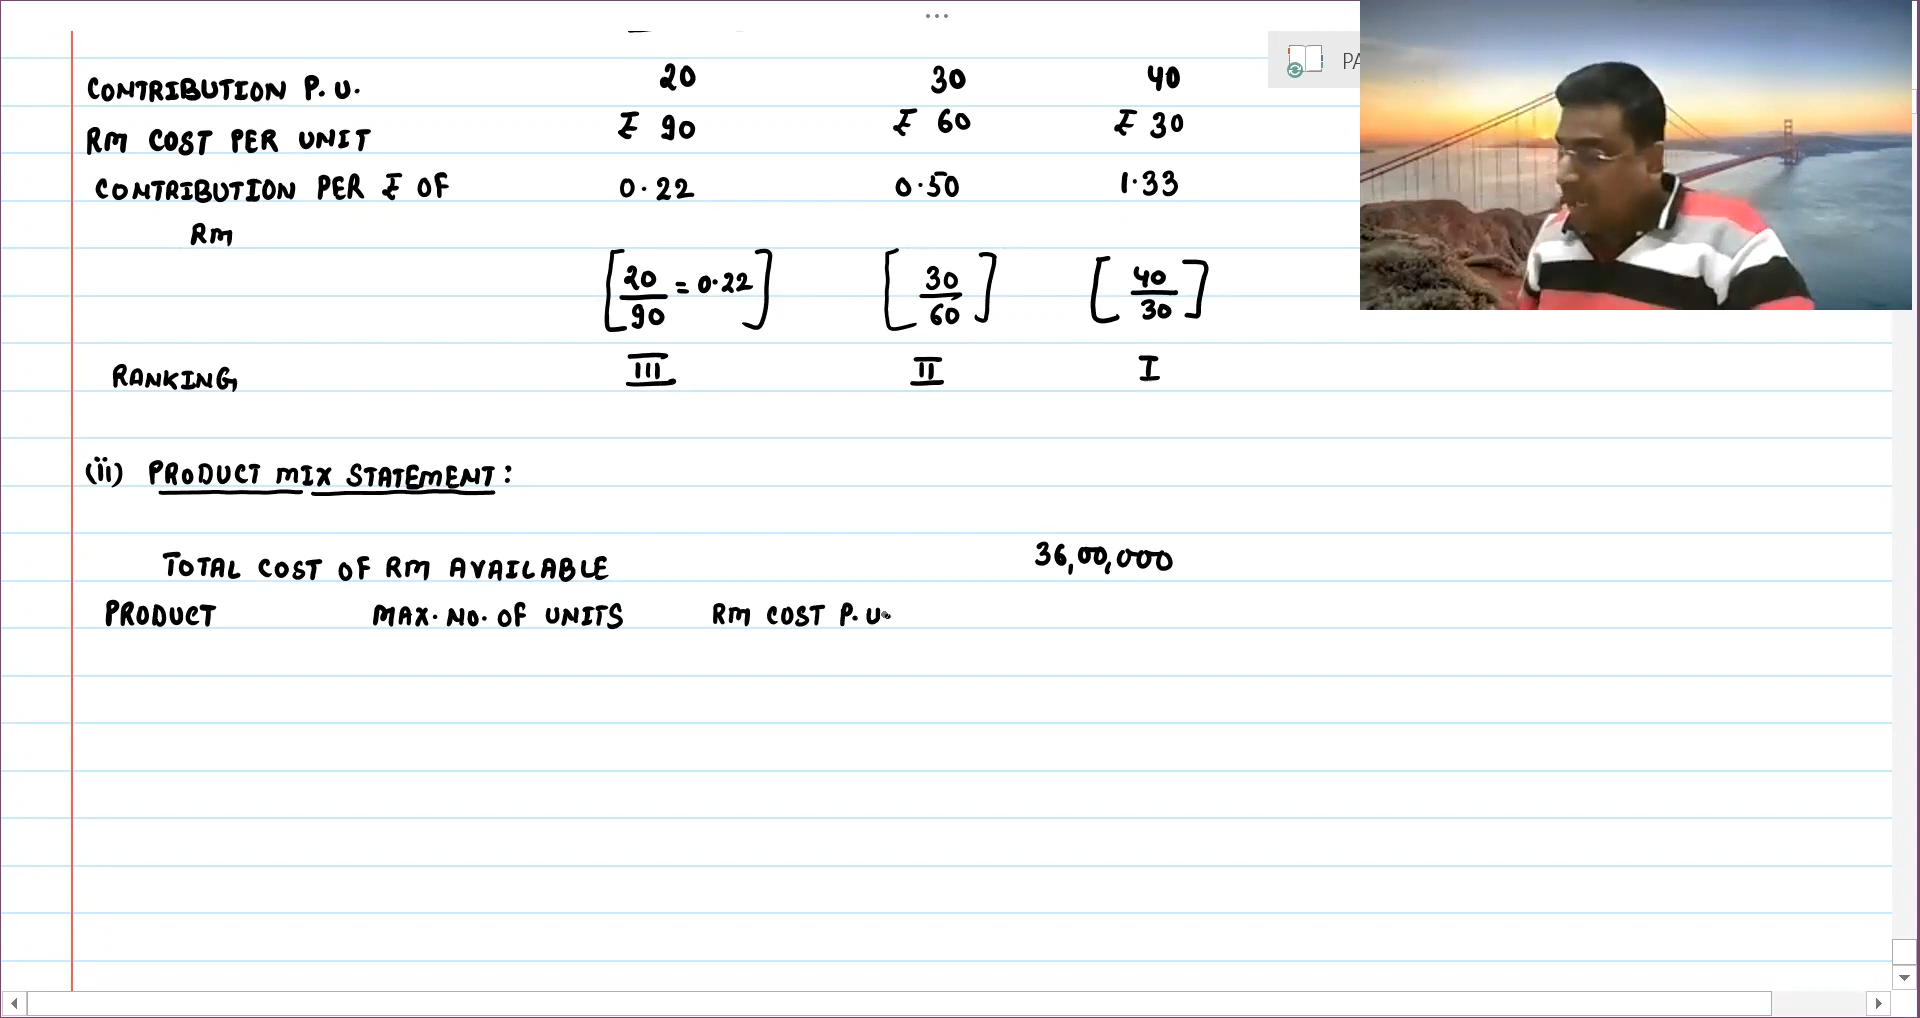 PA
CONTRIBUTION P.U. 20 30 40
RM COST PER UNIT ₹ 90 ₹ 60 ₹ 30
CONTRIBUTION PER ₹ OF 0.22 0.50 1.33
RM
[20/90 = 0.22] [30/60] [40/30]
RANKING III II I
(ii) PRODUCT MIX STATEMENT:
TOTAL COST OF RM AVAILABLE 36,00,000
PRODUCT MAX. NO. OF UNITS RM COST P.U.